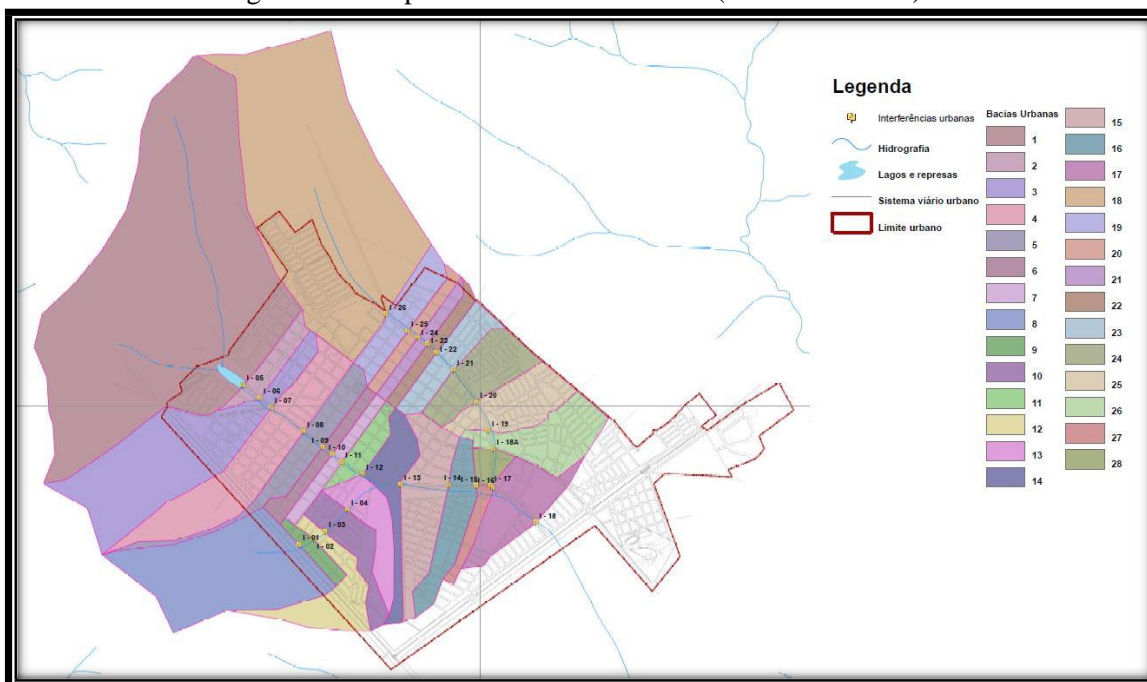 Legenda
Interferências urbanas
Hidrografia
Lagos e represas
Sistema viário urbano
Limite urbano
Bacias Urbanas
1
2
3
4
5
6
7
8
9
10
11
12
13
14
15
16
17
18
19
20
21
22
23
24
25
26
27
28
I - 26
I - 25
I - 24
I - 23
I - 22
I - 21
I - 05
I - 06
I - 20
I - 07
I - 08
I - 19
I - 09
I - 18A
I - 10
I - 11
I - 12
I - 13
I - 14
I - 15
I - 16
I - 17
I - 04
I - 18
I - 03
I - 01
I - 02